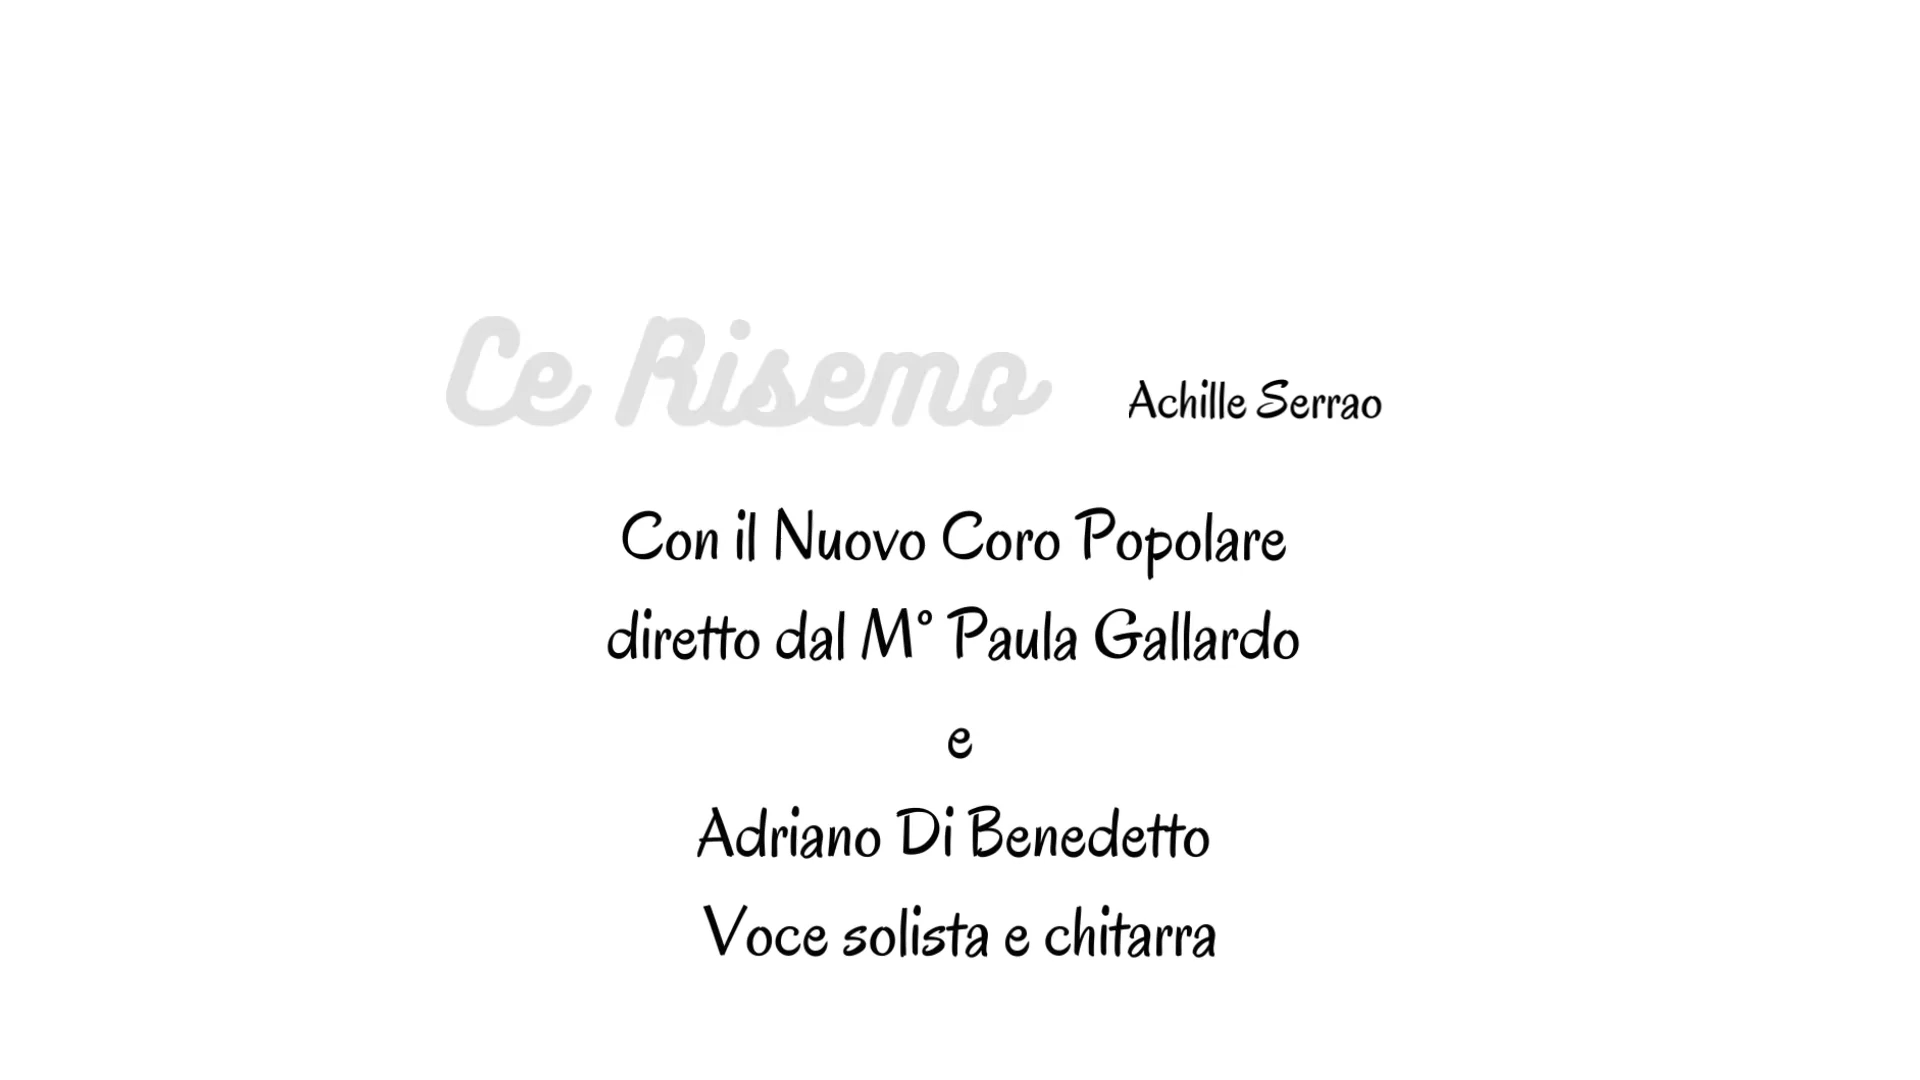 Ce Risemo Achille Serrao
Con il Nuovo Coro Popolare
diretto dal M° Paula Gallardo
e
Adriano Di Benedetto
Voce solista e chitarra